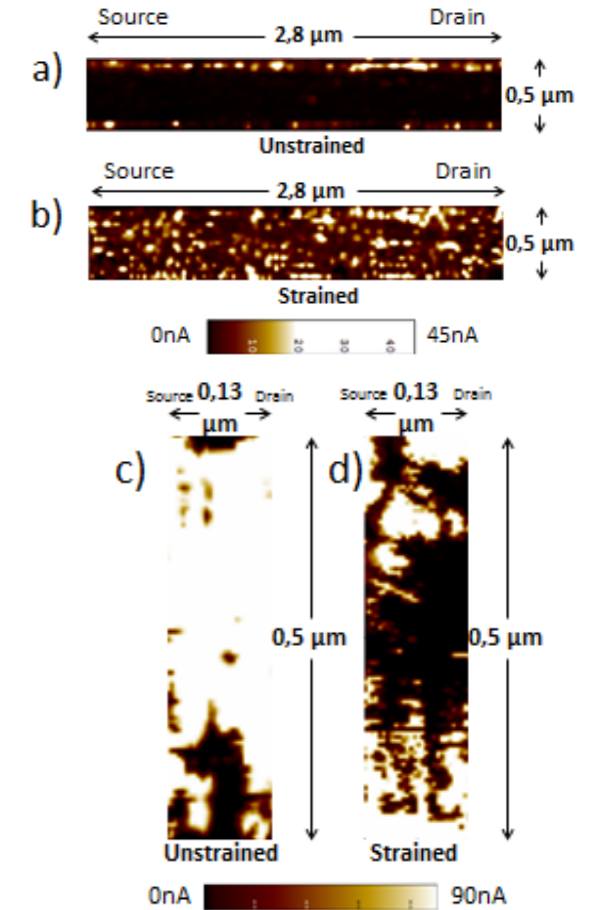 Source Drain
2,8 µm
a)
0,5 µm
Unstrained
Source Drain
2,8 µm
b)
0,5 µm
Strained
0nA 10 20 30 40 45nA
Source 0,13 Drain Source 0,13 Drain
µm µm
c) d)
0,5 µm 0,5 µm
Unstrained Strained
0nA 90nA